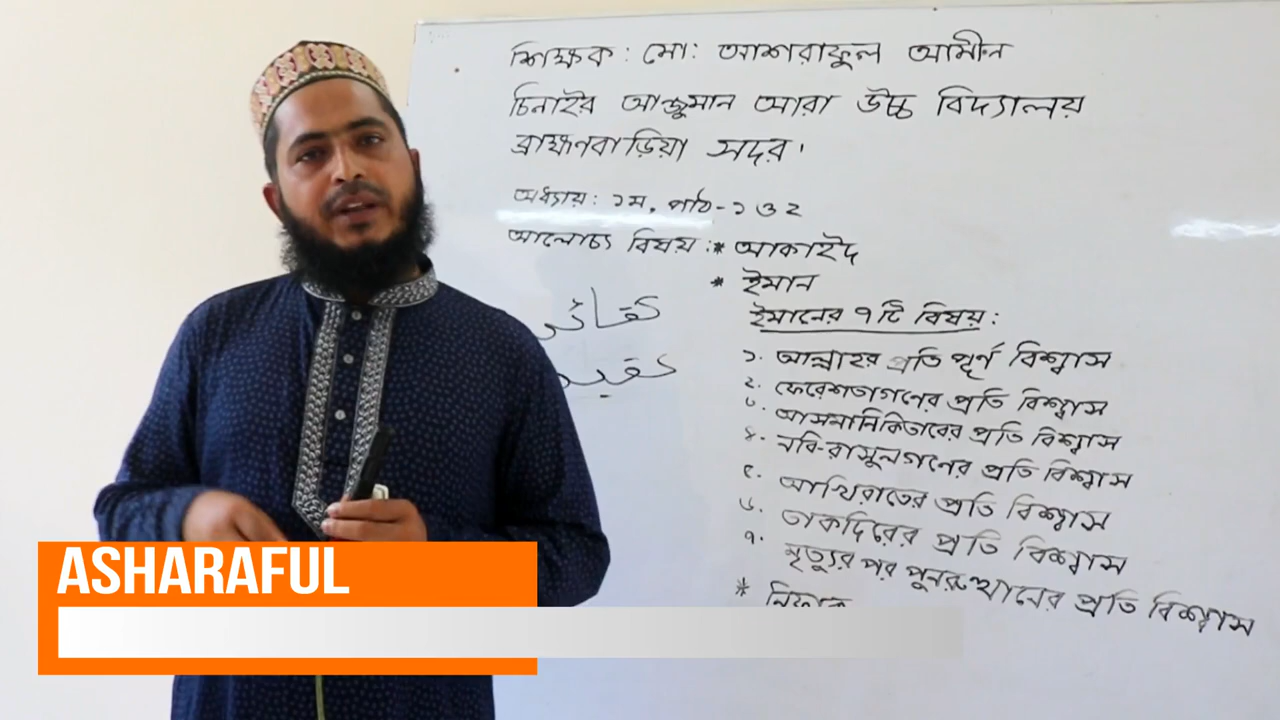 শিক্ষক: মো: আশরাফুল আমীন
চিনাইর আঞ্জুমান আরা উচ্চ বিদ্যালয়
ব্রাহ্মণবাড়িয়া সদর।
অধ্যায়: ১ম, পাঠ-১ ও ২
আলোচ্য বিষয়: * আকাইদ
* ইমান
ইমানের ৭টি বিষয়:
১. আল্লাহর প্রতি পূর্ণ বিশ্বাস
২. ফেরেশতাগণের প্রতি বিশ্বাস
৩. আসমানিকিতাবের প্রতি বিশ্বাস
৪. নবি-রাসুলগণের প্রতি বিশ্বাস
৫. আখিরাতের প্রতি বিশ্বাস
৬. তাকদিরের প্রতি বিশ্বাস
৭. মৃত্যুর পর পুনরুত্থানের প্রতি বিশ্বাস
* নিফাক
ASHARAFUL